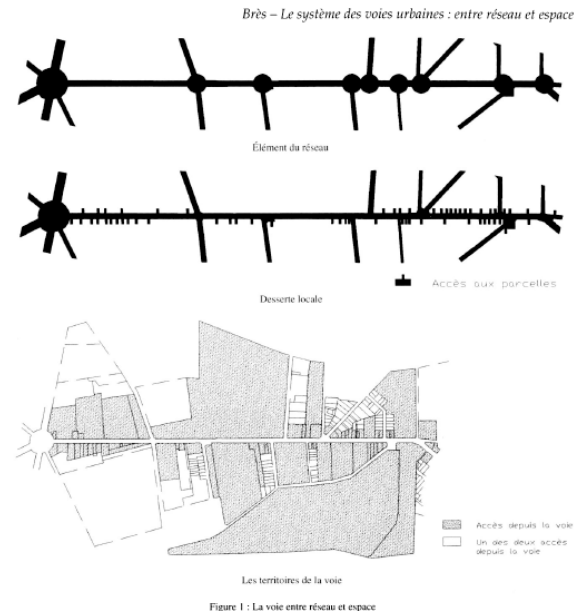 Brès – Le système des voies urbaines : entre réseau et espace
Élément du réseau
Accès aux parcelles
Desserte locale
Accès depuis la voie
Un des deux accès
depuis la voie
Les territoires de la voie
Figure 1 : La voie entre réseau et espace